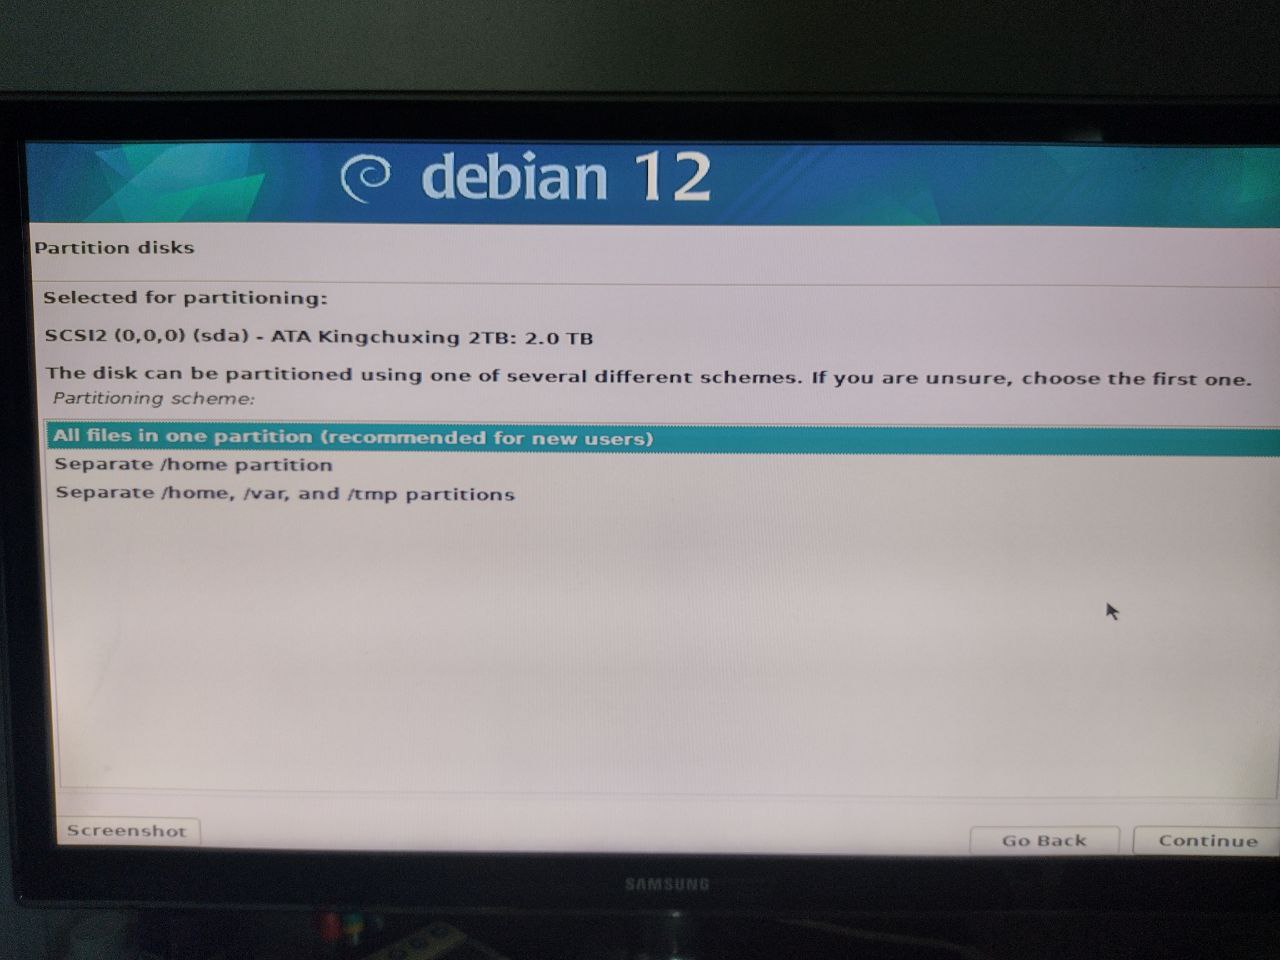 debian 12
Partition disks
Selected for partitioning:
SCSI2 (0,0,0) (sda) - ATA Kingchuxing 2TB: 2.0 TB
The disk can be partitioned using one of several different schemes. If you are unsure, choose the first one.
Partitioning scheme:
All files in one partition (recommended for new users)
Separate /home partition
Separate /home, /var, and /tmp partitions
Screenshot
Go Back
Continue
SAMSUNG